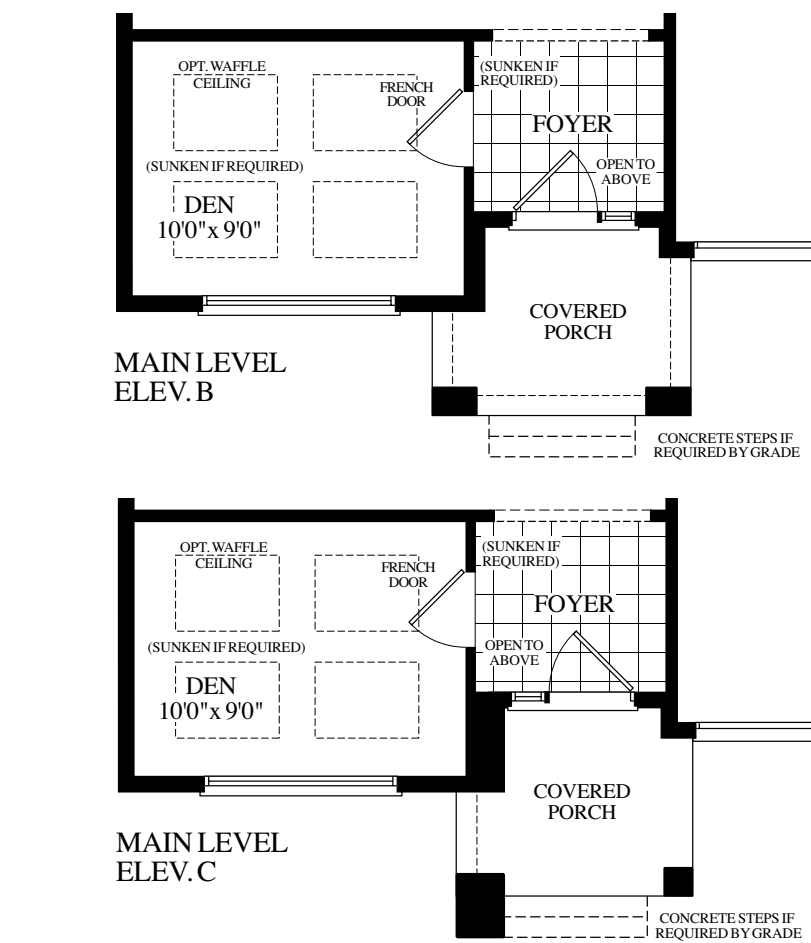 OPT. WAFFLE
CEILING
FRENCH
DOOR
(SUNKEN IF
REQUIRED)
FOYER
OPEN TO
ABOVE
(SUNKEN IF REQUIRED)
DEN
10'0"x 9'0"
COVERED
PORCH
MAIN LEVEL
ELEV. B
CONCRETE STEPS IF
REQUIRED BY GRADE
OPT. WAFFLE
CEILING
FRENCH
DOOR
(SUNKEN IF
REQUIRED)
FOYER
OPEN TO
ABOVE
(SUNKEN IF REQUIRED)
DEN
10'0"x 9'0"
COVERED
PORCH
MAIN LEVEL
ELEV. C
CONCRETE STEPS IF
REQUIRED BY GRADE